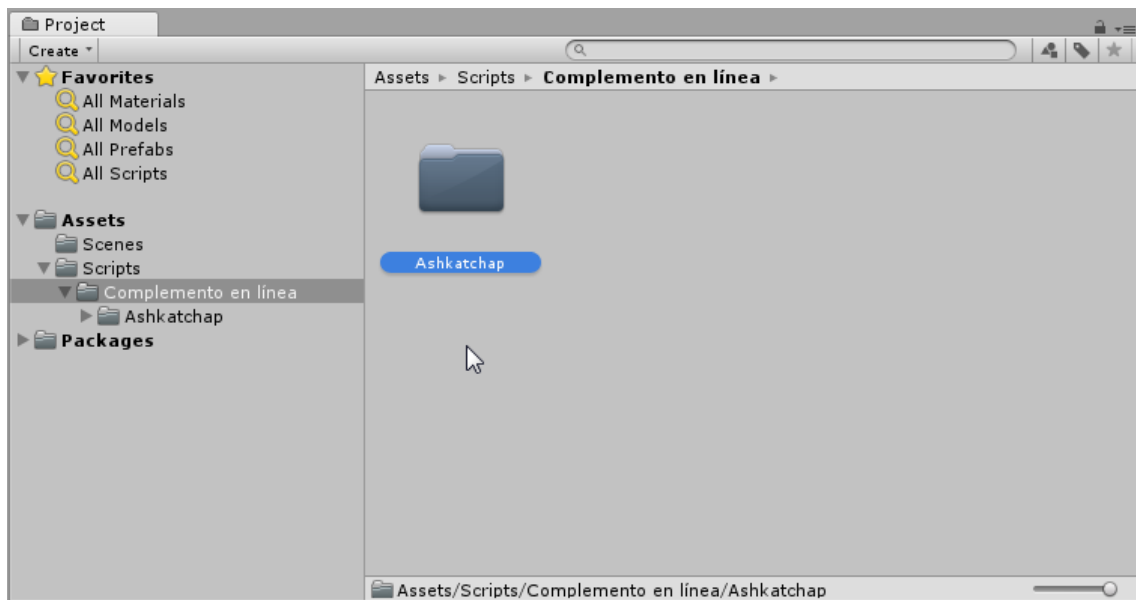 Project
Create
Favorites
All Materials
All Models
All Prefabs
All Scripts
Assets
Scenes
Scripts
Complemento en línea
Ashkatchap
Packages
Assets ▸ Scripts ▸ Complemento en línea ▸
Ashkatchap
Assets/Scripts/Complemento en línea/Ashkatchap